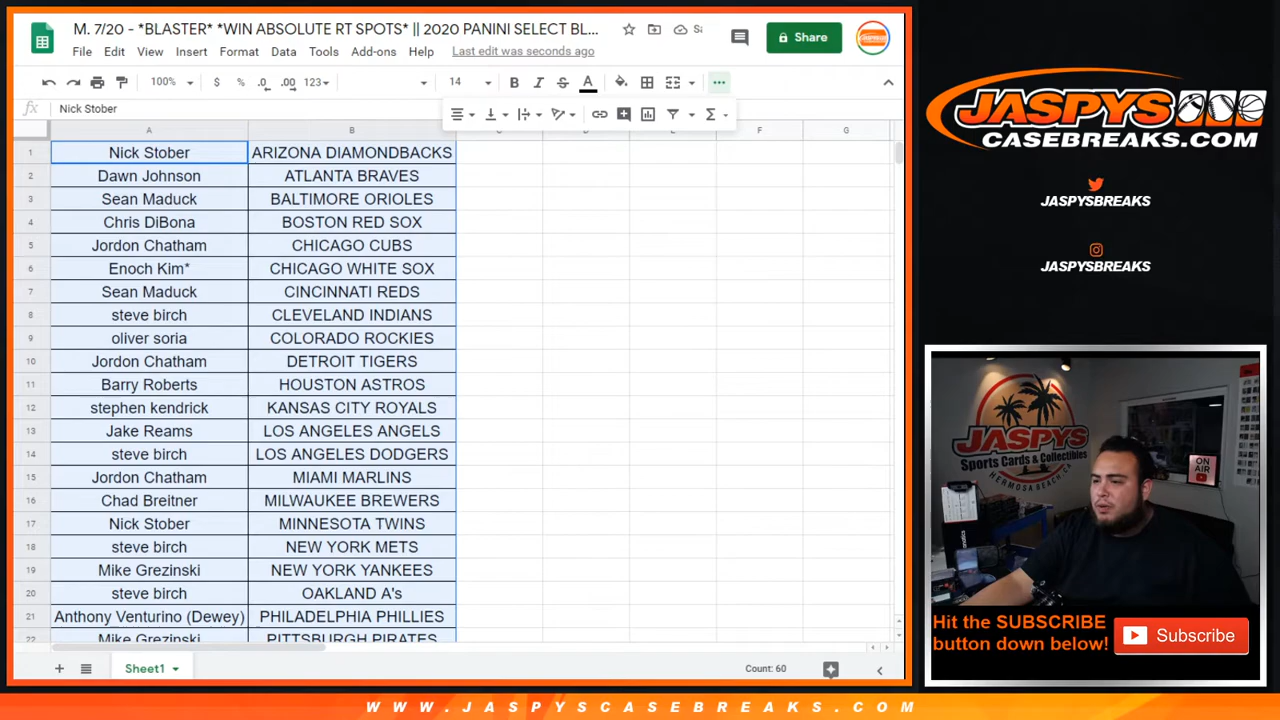 M. 7/20 - *BLASTER* *WIN ABSOLUTE RT SPOTS* || 2020 PANINI SELECT BL...
File Edit View Insert Format Data Tools Add-ons Help Last edit was seconds ago
Share
100% $ % .0 .00 123 14 B I S A
fx Nick Stober
A B F G
1 Nick Stober ARIZONA DIAMONDBACKS
2 Dawn Johnson ATLANTA BRAVES
3 Sean Maduck BALTIMORE ORIOLES
4 Chris DiBona BOSTON RED SOX
5 Jordon Chatham CHICAGO CUBS
6 Enoch Kim* CHICAGO WHITE SOX
7 Sean Maduck CINCINNATI REDS
8 steve birch CLEVELAND INDIANS
9 oliver soria COLORADO ROCKIES
10 Jordon Chatham DETROIT TIGERS
11 Barry Roberts HOUSTON ASTROS
12 stephen kendrick KANSAS CITY ROYALS
13 Jake Reams LOS ANGELES ANGELS
14 steve birch LOS ANGELES DODGERS
15 Jordon Chatham MIAMI MARLINS
16 Chad Breitner MILWAUKEE BREWERS
17 Nick Stober MINNESOTA TWINS
18 steve birch NEW YORK METS
19 Mike Grezinski NEW YORK YANKEES
20 steve birch OAKLAND A's
21 Anthony Venturino (Dewey) PHILADELPHIA PHILLIES
22 Mike Grezinski PITTSBURGH PIRATES
Sheet1
Count: 60
JASPYS
CASEBREAKS.COM
JASPYSBREAKS
JASPYSBREAKS
JASPYS
Sports Cards & Collectibles
HERMOSA BEACH, CA
ON
AIR
Hit the SUBSCRIBE
button down below!
Subscribe
WWW.JASPYSCASEBREAKS.COM